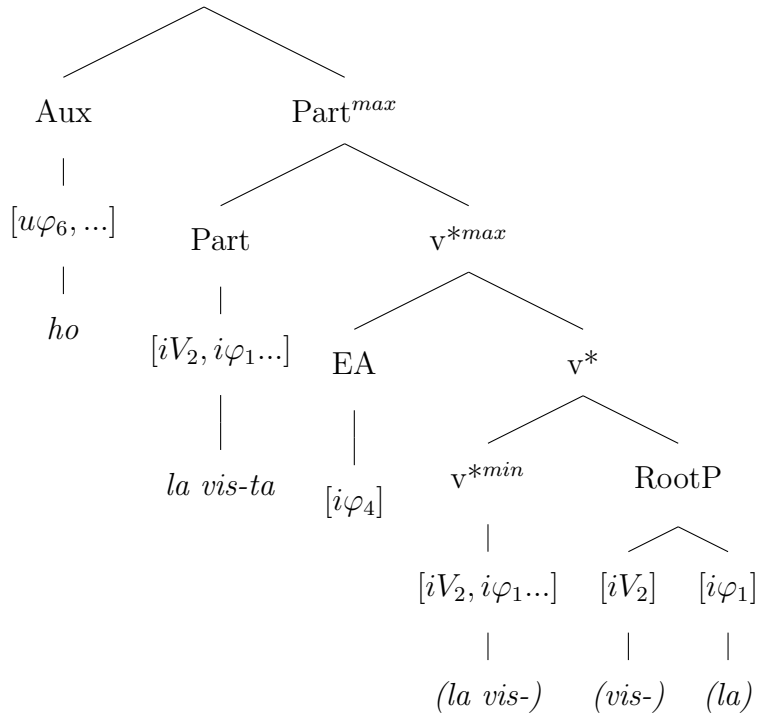 Aux Part^{max}
[uφ₆, ...] Part v*^{max}
ho [iV₂, iφ₁...] EA v*
la vis-ta [iφ₄] v*^{min} RootP
[iV₂, iφ₁...] [iV₂] [iφ₁]
(la vis-) (vis-) (la)